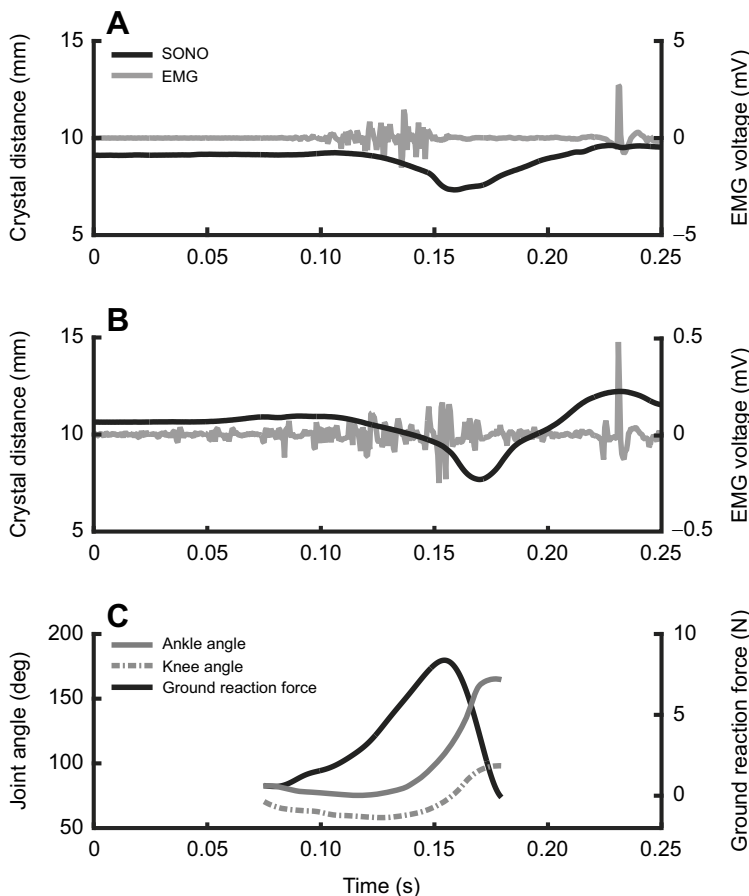 A
15
10
5
Crystal distance (mm)
SONO
EMG
5
0
−5
EMG voltage (mV)
0 0.05 0.10 0.15 0.20 0.25
B
15
10
5
Crystal distance (mm)
0.5
0
−0.5
EMG voltage (mV)
0 0.05 0.10 0.15 0.20 0.25
C
200
150
100
50
Joint angle (deg)
Ankle angle
Knee angle
Ground reaction force
10
5
0
Ground reaction force (N)
0 0.05 0.10 0.15 0.20 0.25
Time (s)